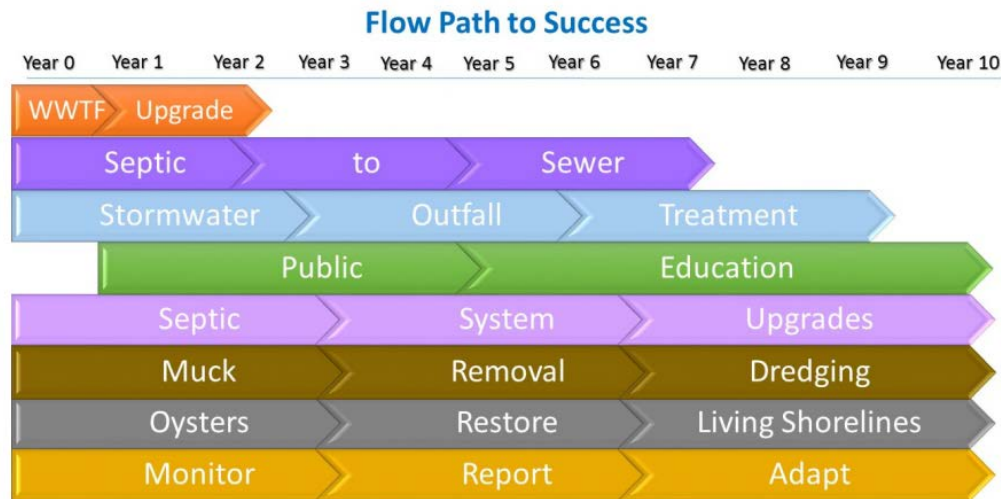 Flow Path to Success
Year 0 Year 1 Year 2 Year 3 Year 4 Year 5 Year 6 Year 7 Year 8 Year 9 Year 10
WWTF Upgrade
Septic to Sewer
Stormwater Outfall Treatment
Public Education
Septic System Upgrades
Muck Removal Dredging
Oysters Restore Living Shorelines
Monitor Report Adapt